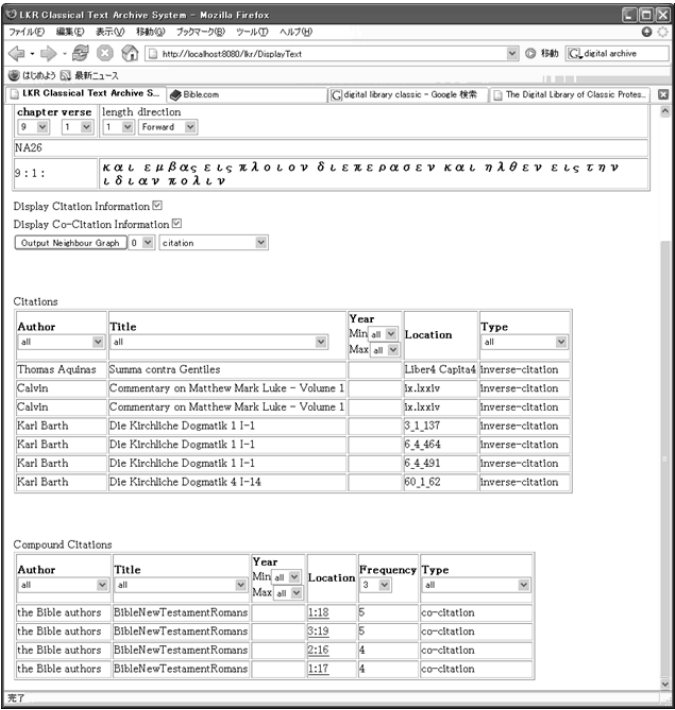 LKR Classical Text Archive System - Mozilla Firefox
ファイル(F) 編集(E) 表示(V) 移動(G) ブックマーク(B) ツール(T) ヘルプ(H)
http://localhost8080/lkr/DisplayText 移動 digital archive
はじめよう 最新ニュース
LKR Classical Text Archive S... Bible.com digital library classic - Google 検索 The Digital Library of Classic Protes..
chapter verse length direction
9 1 1 Forward
NA26
9:1: και εμβας εις πλοιον διεπερασεν και ηλθεν εις την
ιδιαν πολιν
Display Citation Information
Display Co-Citation Information
Output Neighbour Graph 0 citation
Citations
Author Title Year Location Type
all all Min all Max all all
Thomas Aquinas Summa contra Gentiles Liber4 Capita4 inverse-citation
Calvin Commentary on Matthew Mark Luke - Volume 1 ix.lxxiv inverse-citation
Calvin Commentary on Matthew Mark Luke - Volume 1 ix.lxxiv inverse-citation
Karl Barth Die Kirchliche Dogmatik 1 I-1 3_1_137 inverse-citation
Karl Barth Die Kirchliche Dogmatik 1 I-1 6_4_464 inverse-citation
Karl Barth Die Kirchliche Dogmatik 1 I-1 6_4_491 inverse-citation
Karl Barth Die Kirchliche Dogmatik 4 I-14 60_1_62 inverse-citation
Compound Citations
Author Title Year Location Frequency Type
all all Min all Max all 3 all
the Bible authors BibleNewTestamentRomans 1:18 5 co-citation
the Bible authors BibleNewTestamentRomans 3:19 5 co-citation
the Bible authors BibleNewTestamentRomans 2:16 4 co-citation
the Bible authors BibleNewTestamentRomans 1:17 4 co-citation
完了